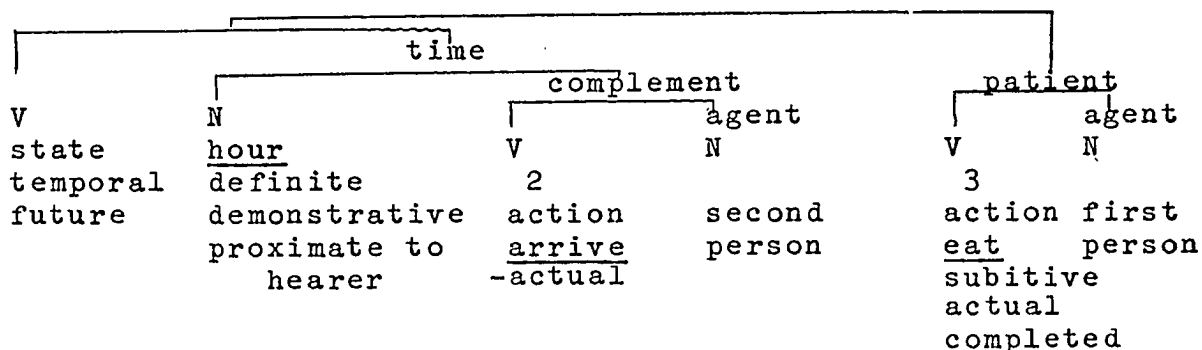 time
complement patient
V N agent agent
state hour V N V N
temporal definite 2 3
future demonstrative action second action first
proximate to arrive person eat person
hearer -actual subitive
actual
completed